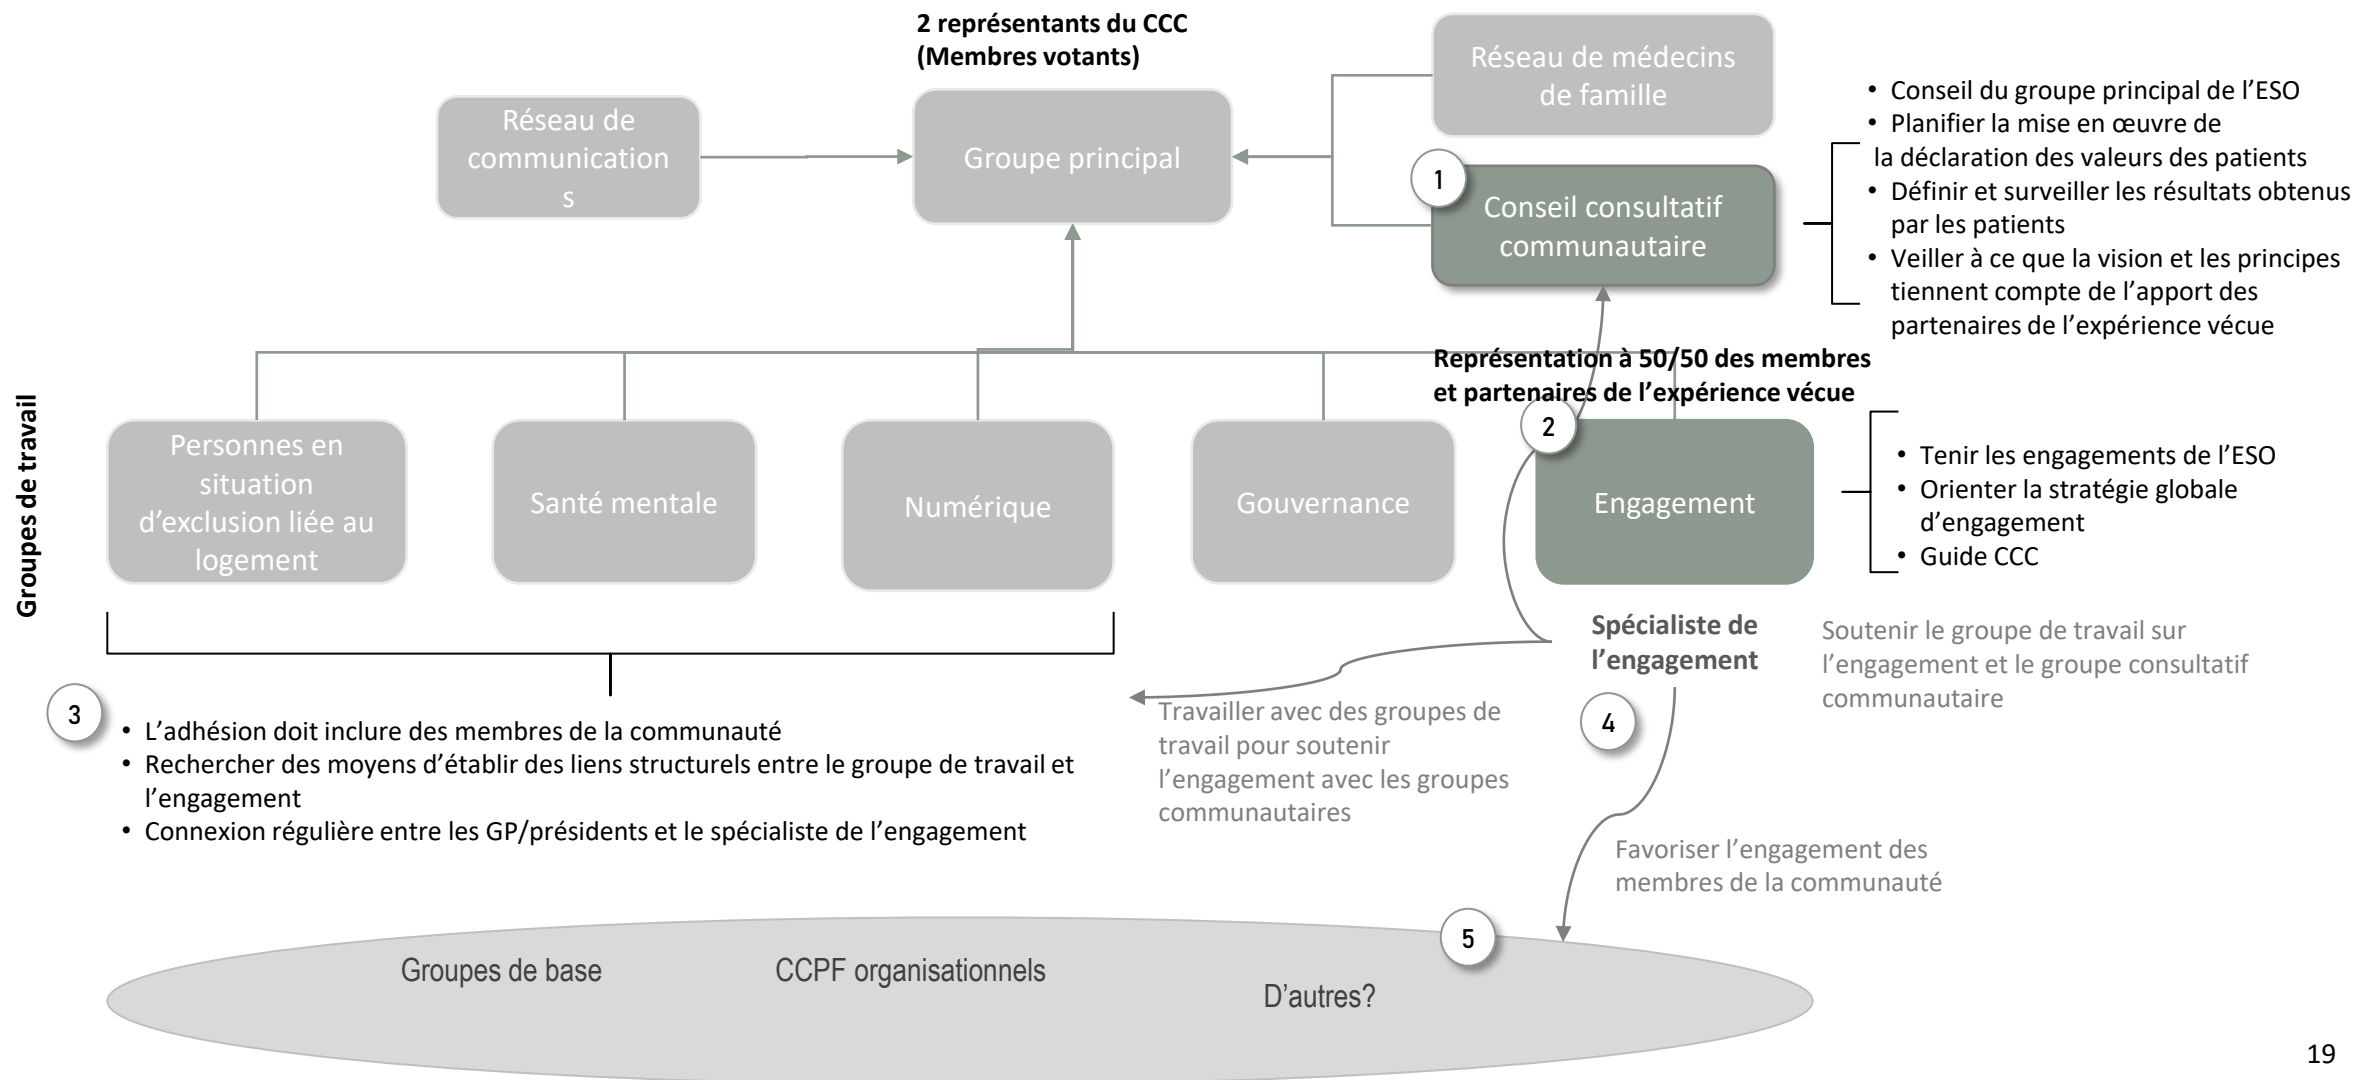 2 représentants du CCC
(Membres votants)
Réseau de
communication
s
Groupe principal
Réseau de médecins
de famille
1
Conseil consultatif
communautaire
• Conseil du groupe principal de l’ESO
• Planifier la mise en œuvre de
la déclaration des valeurs des patients
• Définir et surveiller les résultats obtenus
par les patients
• Veiller à ce que la vision et les principes
tiennent compte de l’apport des
partenaires de l’expérience vécue
Représentation à 50/50 des membres
et partenaires de l’expérience vécue
Groupes de travail
Personnes en
situation
d’exclusion liée au
logement
Santé mentale
Numérique
Gouvernance
2
Engagement
• Tenir les engagements de l’ESO
• Orienter la stratégie globale
d’engagement
• Guide CCC
Spécialiste de
l’engagement
Soutenir le groupe de travail sur
l’engagement et le groupe consultatif
communautaire
3
• L’adhésion doit inclure des membres de la communauté
• Rechercher des moyens d’établir des liens structurels entre le groupe de travail et
l’engagement
• Connexion régulière entre les GP/présidents et le spécialiste de l’engagement
Travailler avec des groupes de
travail pour soutenir
l’engagement avec les groupes
communautaires
4
Favoriser l’engagement des
membres de la communauté
5
Groupes de base
CCPF organisationnels
D’autres?
19